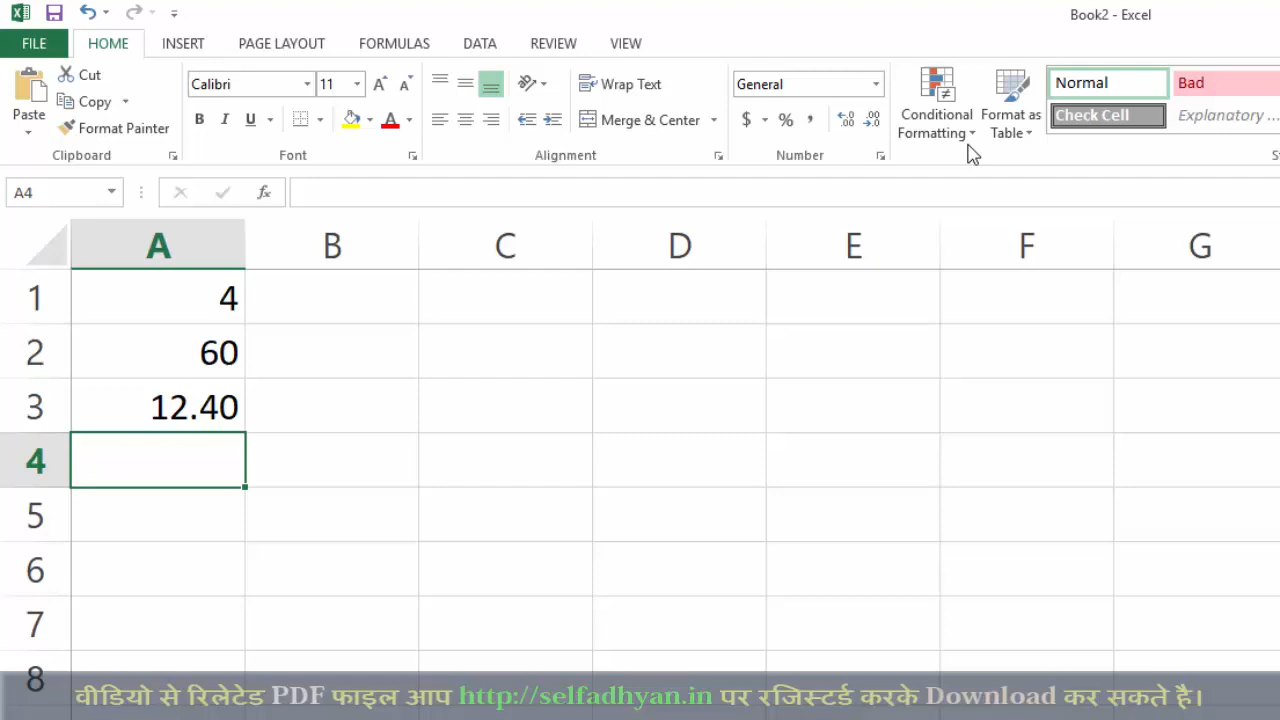 Book2 - Excel
FILE HOME INSERT PAGE LAYOUT FORMULAS DATA REVIEW VIEW
Cut
Copy
Format Painter
Paste
Clipboard
Calibri 11
B I U A
Font
Wrap Text
Merge & Center
Alignment
General
$ % ,
Number
Conditional Formatting
Format as Table
Normal Bad
Check Cell Explanatory ...
A4 fx
A B C D E F G
1 4
2 60
3 12.40
4
5
6
7
8
वीडियो से रिलेटेड PDF फाइल आप http://selfadhyan.in पर रजिस्टर्ड करके Download कर सकते है।